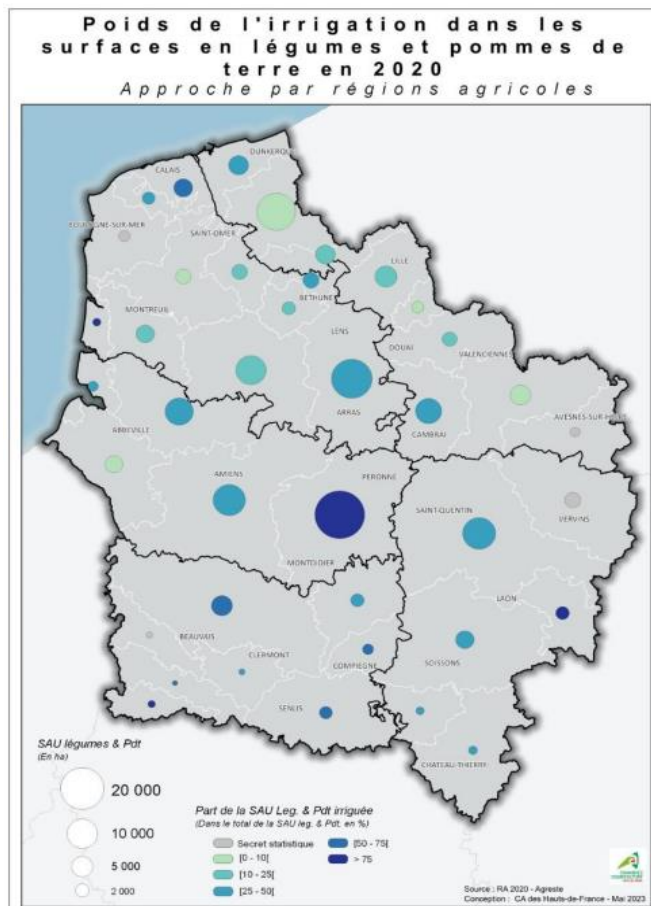 Poids de l'irrigation dans les
surfaces en légumes et pommes de
terre en 2020
Approche par régions agricoles
DUNKERQUE
CALAIS
BOULOGNE-SUR-MER
SAINT-OMER
LILLE
BETHUNE
MONTREUIL
LENS
DOUAI
VALENCIENNES
ARRAS
AVESNES-SUR-HELPE
ABBEVILLE
CAMBRAI
AMIENS
PERONNE
SAINT-QUENTIN
VERVINS
MONTDIDIER
LAON
BEAUVAIS
CLERMONT
COMPIEGNE
SOISSONS
SENLIS
CHATEAU-THIERRY
SAU légumes & Pdt
(En ha)
20 000
10 000
5 000
2 000
Part de la SAU Leg. & Pdt irriguée
(Dans le total de la SAU leg. & Pdt, en %)
Secret statistique
[0 - 10[
[10 - 25[
[25 - 50[
[50 - 75[
> 75
Source : RA 2020 - Agreste
Conception : CA des Hauts-de-France - Mai 2023